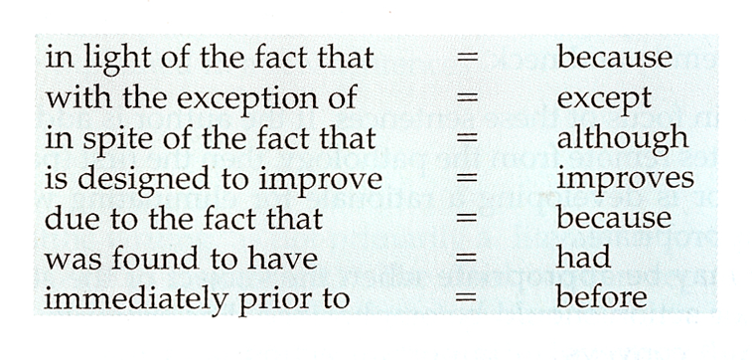 in light of the fact that = because
with the exception of = except
in spite of the fact that = although
is designed to improve = improves
due to the fact that = because
was found to have = had
immediately prior to = before